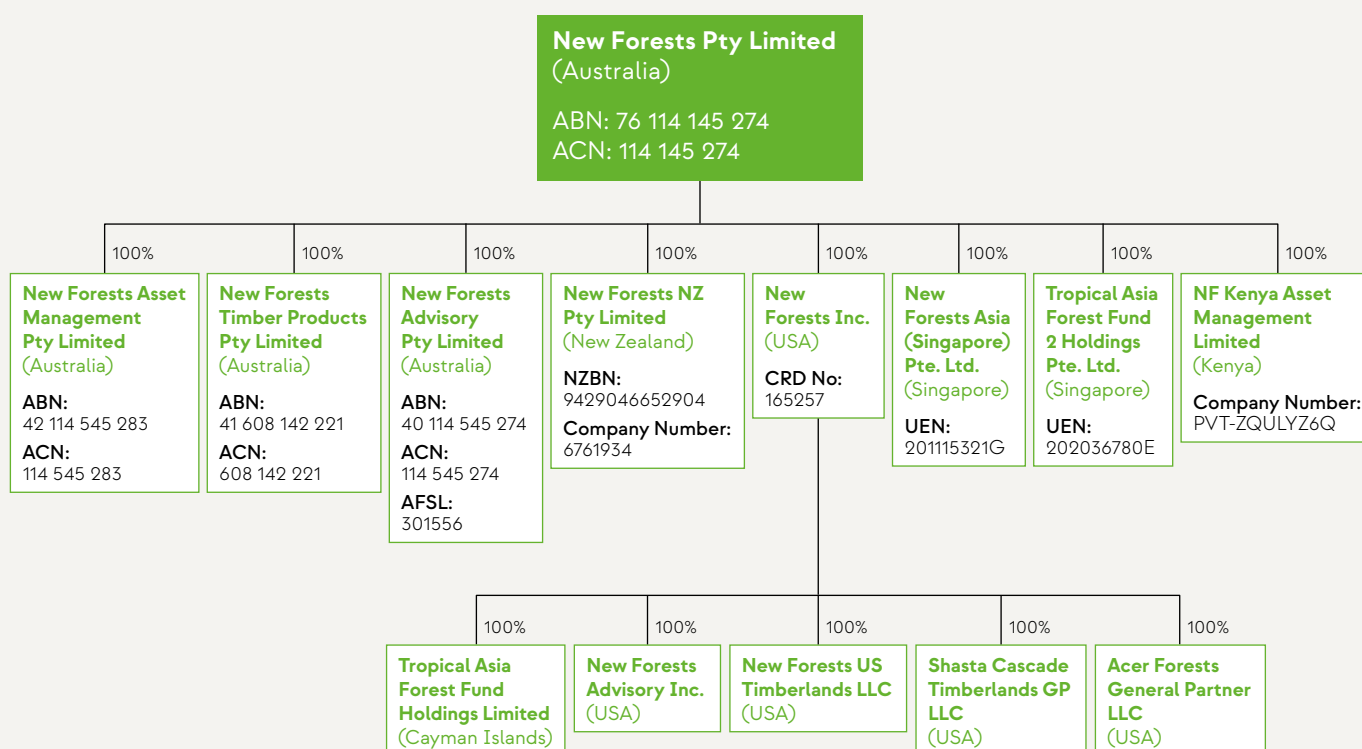 New Forests Pty Limited
(Australia)
ABN: 76 114 145 274
ACN: 114 145 274
100%
100%
100%
100%
100%
100%
100%
100%
New Forests Asset
Management
Pty Limited
(Australia)
ABN:
42 114 545 283
ACN:
114 545 283
New Forests
Timber Products
Pty Limited
(Australia)
ABN:
41 608 142 221
ACN:
608 142 221
New Forests
Advisory
Pty Limited
(Australia)
ABN:
40 114 545 274
ACN:
114 545 274
AFSL:
301556
New Forests NZ
Pty Limited
(New Zealand)
NZBN:
9429046652904
Company Number:
6761934
New
Forests Inc.
(USA)
CRD No:
165257
New
Forests Asia
(Singapore)
Pte. Ltd.
(Singapore)
UEN:
201115321G
Tropical Asia
Forest Fund
2 Holdings
Pte. Ltd.
(Singapore)
UEN:
202036780E
NF Kenya Asset
Management
Limited
(Kenya)
Company Number:
PVT-ZQULYZ6Q
100%
100%
100%
100%
100%
Tropical Asia
Forest Fund
Holdings Limited
(Cayman Islands)
New Forests
Advisory Inc.
(USA)
New Forests US
Timberlands LLC
(USA)
Shasta Cascade
Timberlands GP
LLC
(USA)
Acer Forests
General Partner
LLC
(USA)